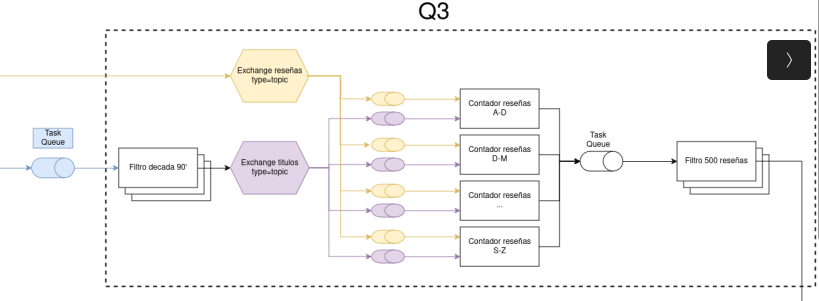 Q3
Exchange reseñas
type=topic
Task
Queue
Filtro decada 90'
Exchange titulos
type=topic
Contador reseñas
A-D
Contador reseñas
D-M
Contador reseñas
...
Contador reseñas
S-Z
Task
Queue
Filtro 500 reseñas